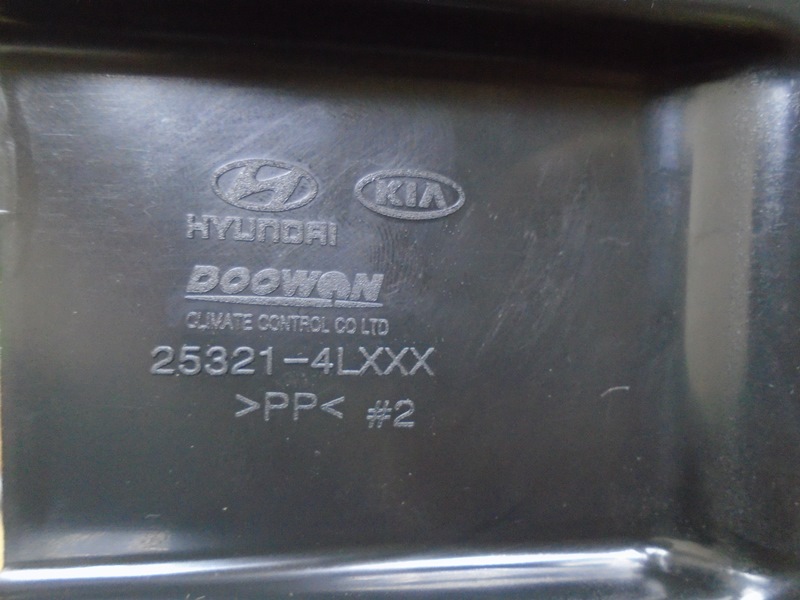 KIA
HYUNDAI
DOOWON
CLIMATE CONTROL CO LTD
25321-4LXXX
>PP< #2